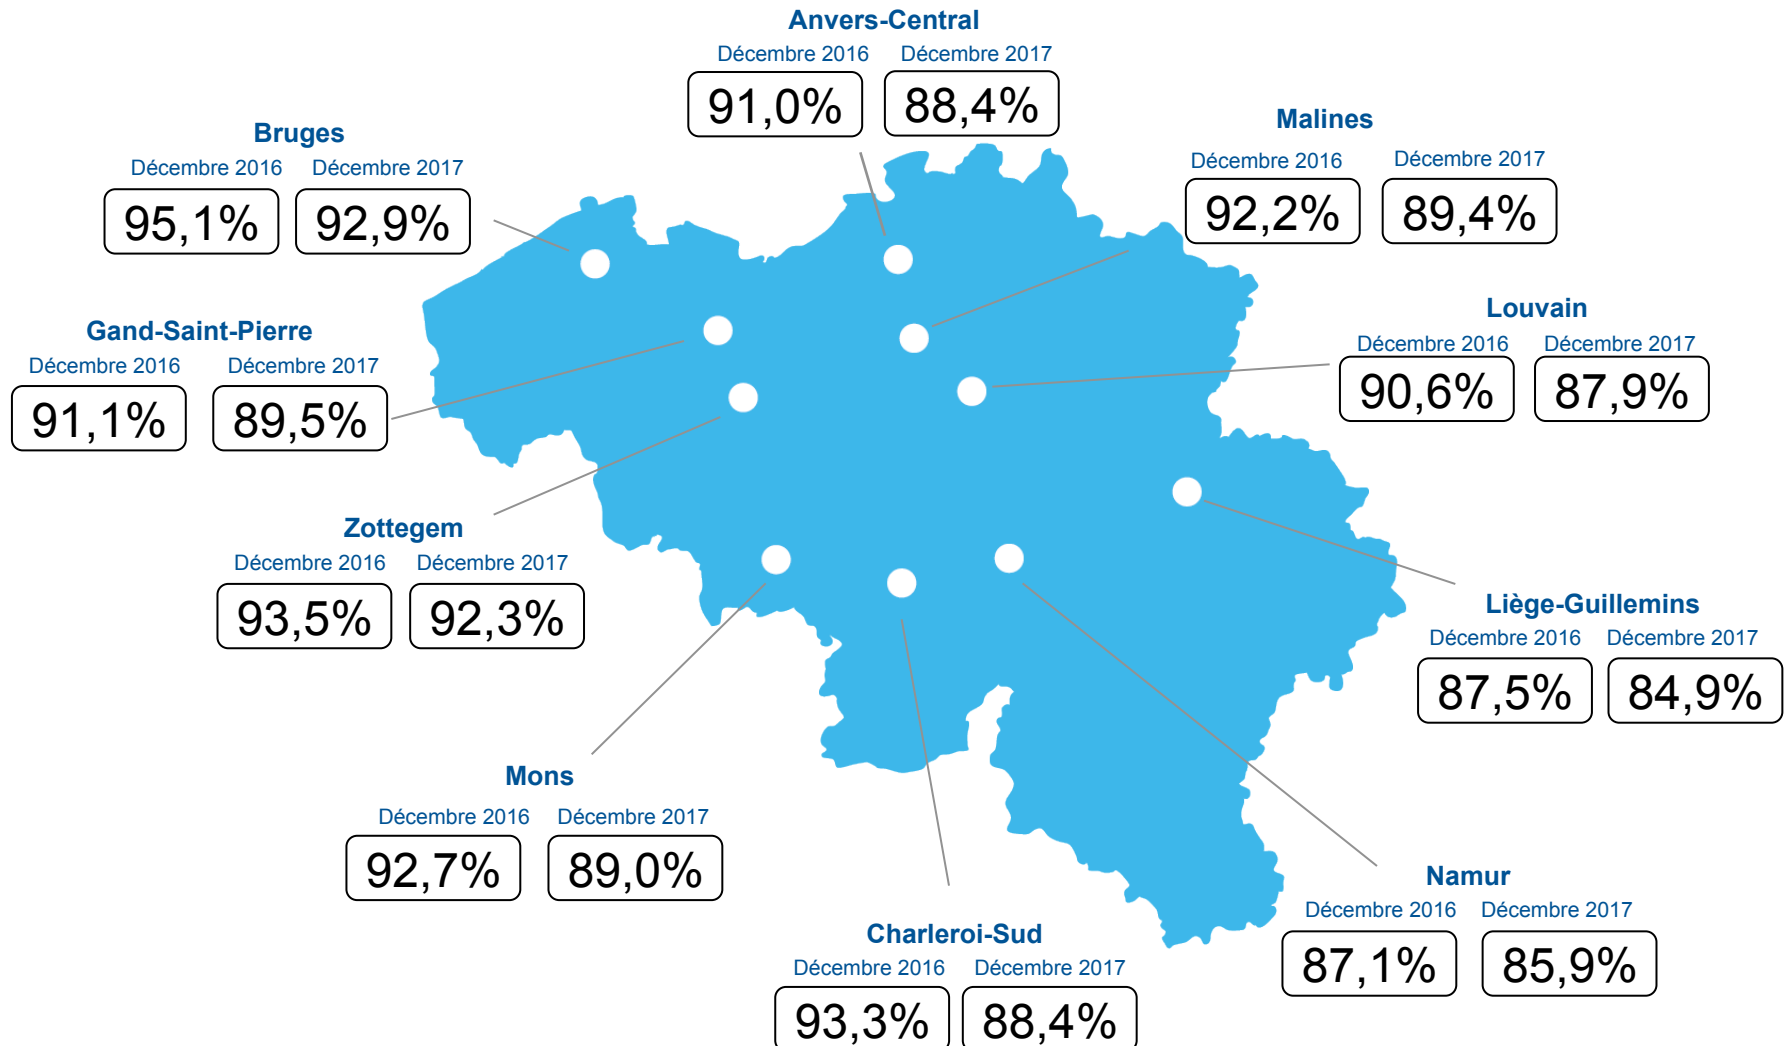 Anvers-Central
Décembre 2016 Décembre 2017
91,0% 88,4%
Bruges
Décembre 2016 Décembre 2017
95,1% 92,9%
Malines
Décembre 2016 Décembre 2017
92,2% 89,4%
Gand-Saint-Pierre
Décembre 2016 Décembre 2017
91,1% 89,5%
Louvain
Décembre 2016 Décembre 2017
90,6% 87,9%
Zottegem
Décembre 2016 Décembre 2017
93,5% 92,3%
Liège-Guillemins
Décembre 2016 Décembre 2017
87,5% 84,9%
Mons
Décembre 2016 Décembre 2017
92,7% 89,0%
Namur
Décembre 2016 Décembre 2017
87,1% 85,9%
Charleroi-Sud
Décembre 2016 Décembre 2017
93,3% 88,4%